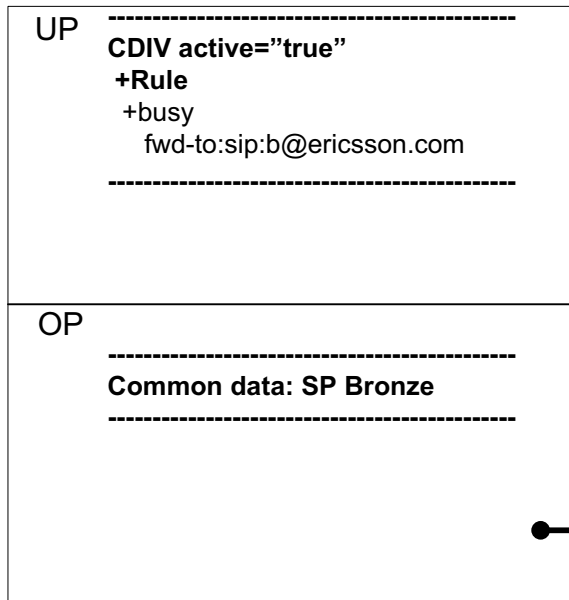 UP
----------------------------------------------
CDIV active=”true”
+Rule
+busy
fwd-to:sip:b@ericsson.com
----------------------------------------------
OP
----------------------------------------------
Common data: SP Bronze
----------------------------------------------